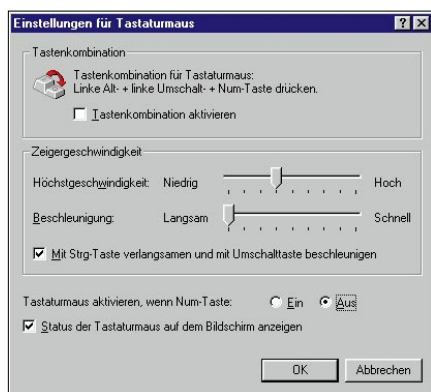 Einstellungen für Tastaturmaus
Tastenkombination
Tastenkombination für Tastaturmaus:
Linke Alt- + linke Umschalt- + Num-Taste drücken.
Tastenkombination aktivieren
Zeigergeschwindigkeit
Höchstgeschwindigkeit: Niedrig Hoch
Beschleunigung: Langsam Schnell
Mit Strg-Taste verlangsamen und mit Umschalttaste beschleunigen
Tastaturmaus aktivieren, wenn Num-Taste: Ein Aus
Status der Tastaturmaus auf dem Bildschirm anzeigen
OK Abbrechen